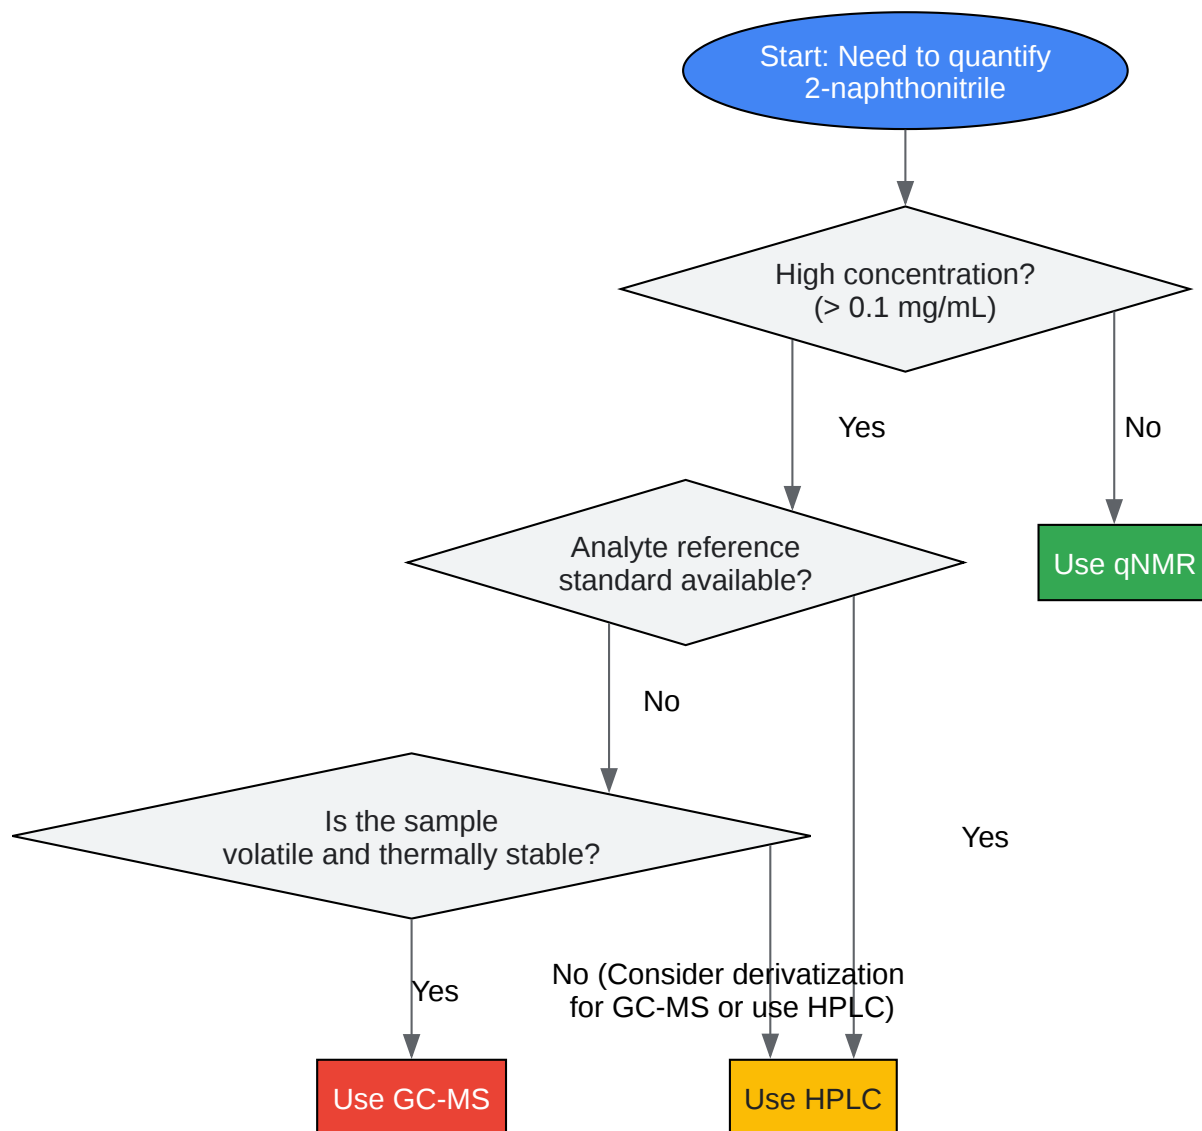 Start: Need to quantify
2-naphthonitrile
High concentration?
(> 0.1 mg/mL)
Yes
No
Analyte reference
standard available?
Use qNMR
No
Is the sample
volatile and thermally stable?
Yes
Yes
No (Consider derivatization
for GC-MS or use HPLC)
Use GC-MS
Use HPLC